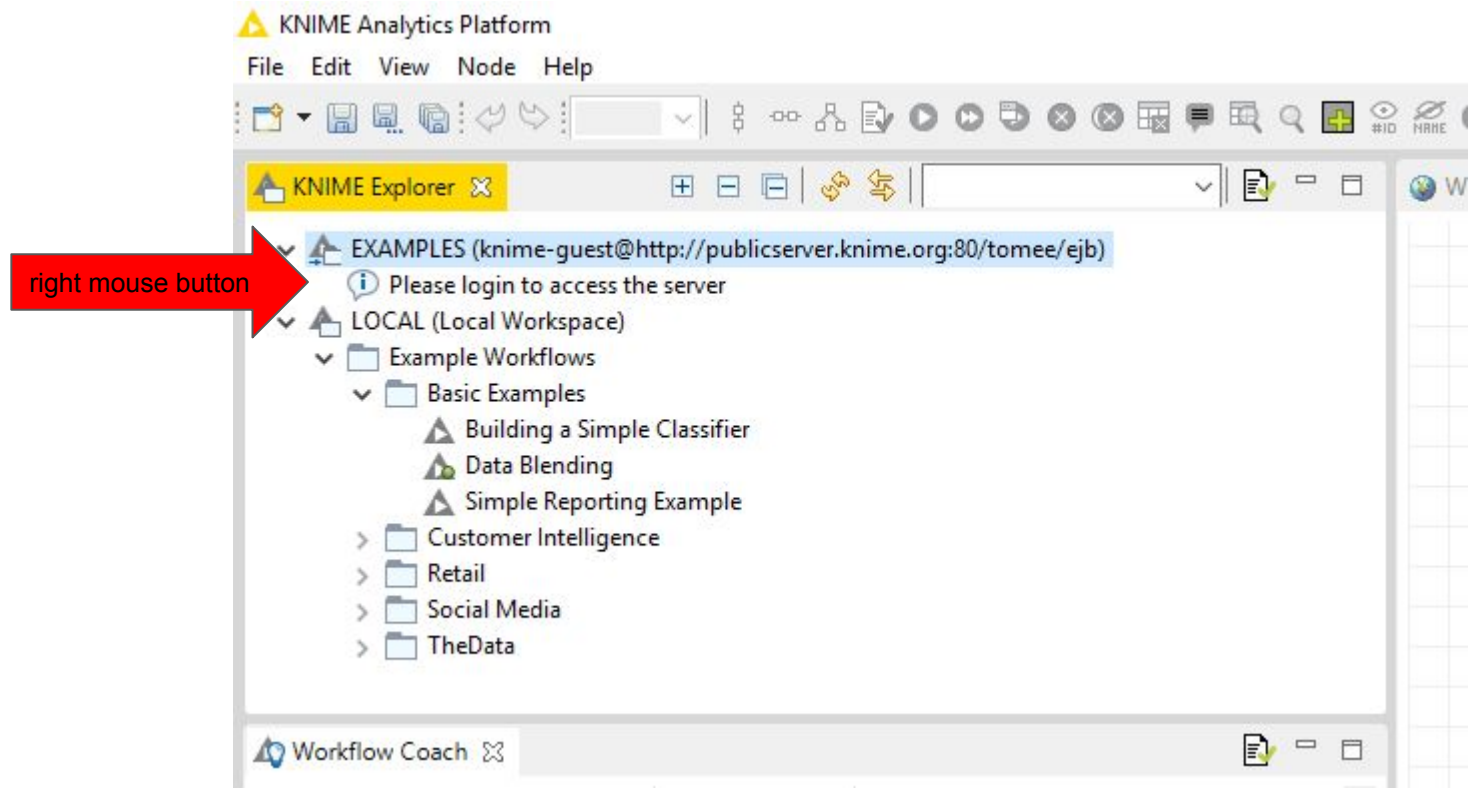 KNIME Analytics Platform
File Edit View Node Help
#ID NAME
KNIME Explorer
W
EXAMPLES (knime-guest@http://publicserver.knime.org:80/tomee/ejb)
right mouse button
Please login to access the server
LOCAL (Local Workspace)
Example Workflows
Basic Examples
Building a Simple Classifier
Data Blending
Simple Reporting Example
Customer Intelligence
Retail
Social Media
TheData
Workflow Coach